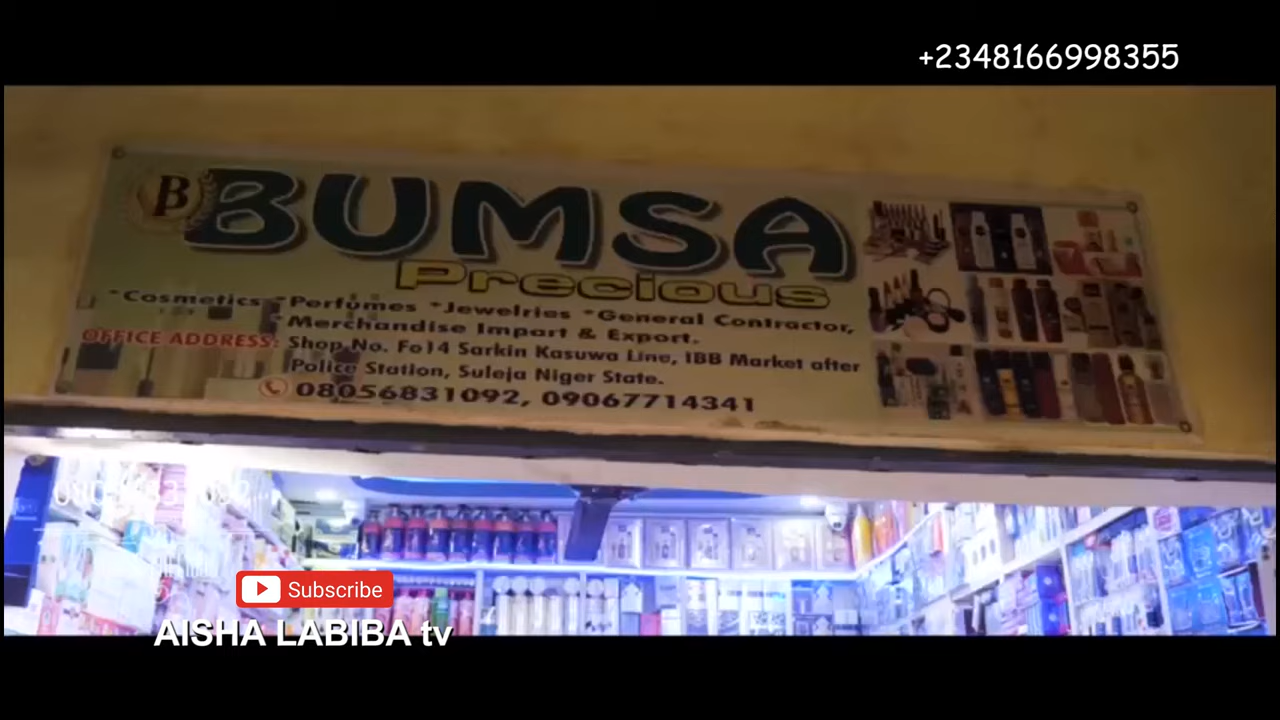 +2348166998355
B BUMSA
Precious
*Cosmetics *Perfumes *Jewelries *General Contractor,
*Merchandise Import & Export.
OFFICE ADDRESS: Shop No. Fo14 Sarkin Kasuwa Line, IBB Market after
Police Station, Suleja Niger State.
08056831092, 09067714341
Subscribe
AISHA LABIBA tv